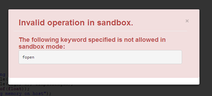 Invalid operation in sandbox.
×
The following keyword specified is not allowed in
sandbox mode:
fopen